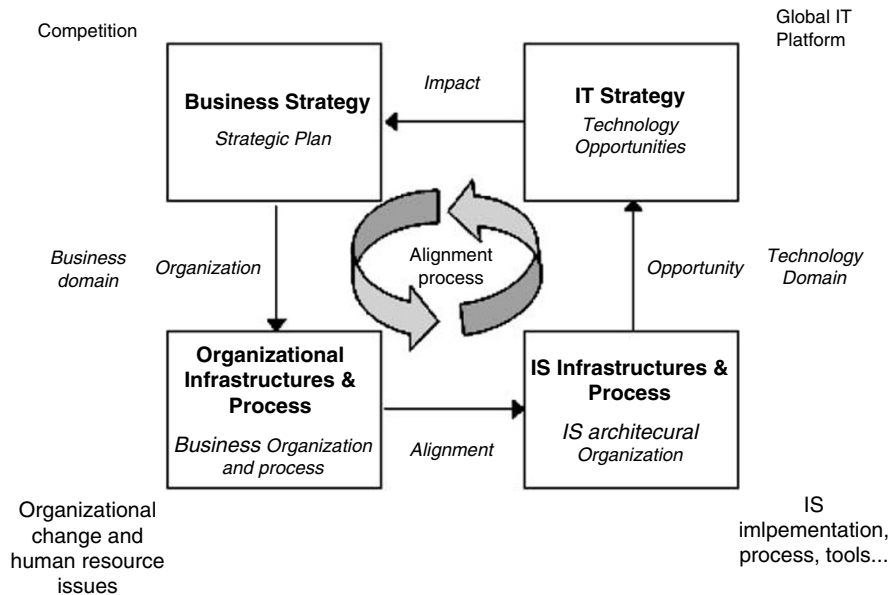 Competition
Global IT
Platform
Business Strategy
Strategic Plan
Impact
IT Strategy
Technology
Opportunities
Business
domain
Organization
Alignment
process
Opportunity
Technology
Domain
Organizational
Infrastructures &
Process
Business Organization
and process
Alignment
IS Infrastructures &
Process
IS architecural
Organization
Organizational
change and
human resource
issues
IS
imlpementation,
process, tools...